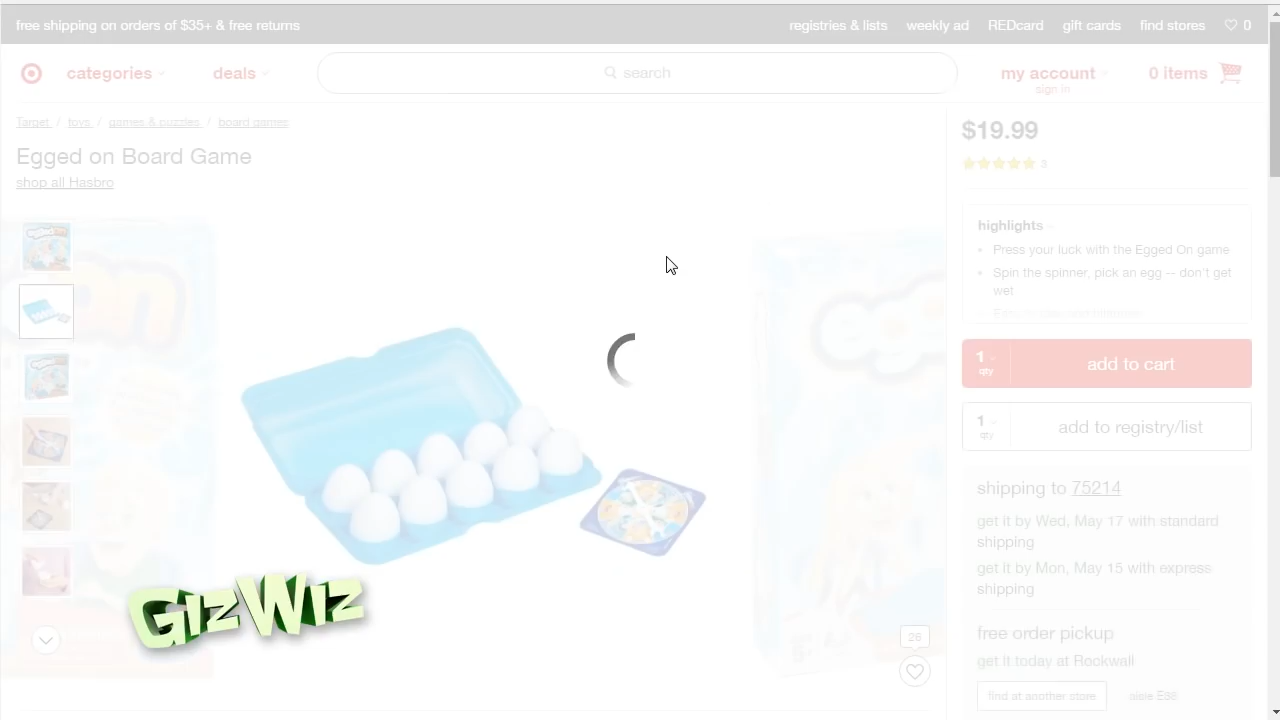 free shipping on orders of $35+ & free returns
registries & lists weekly ad REDcard gift cards find stores 0
categories deals search my account 0 items
sign in
Target / toys / games & puzzles / board games
Egged on Board Game
shop all Hasbro
$19.99
3
highlights
Press your luck with the Egged On game
Spin the spinner, pick an egg -- don't get
wet
1 qty add to cart
1 qty add to registry/list
shipping to 75214
get it by Wed, May 17 with standard
shipping
get it by Mon, May 15 with express
shipping
free order pickup
get it today at Rockwall
find at another store aisle E36
26
GizWiz